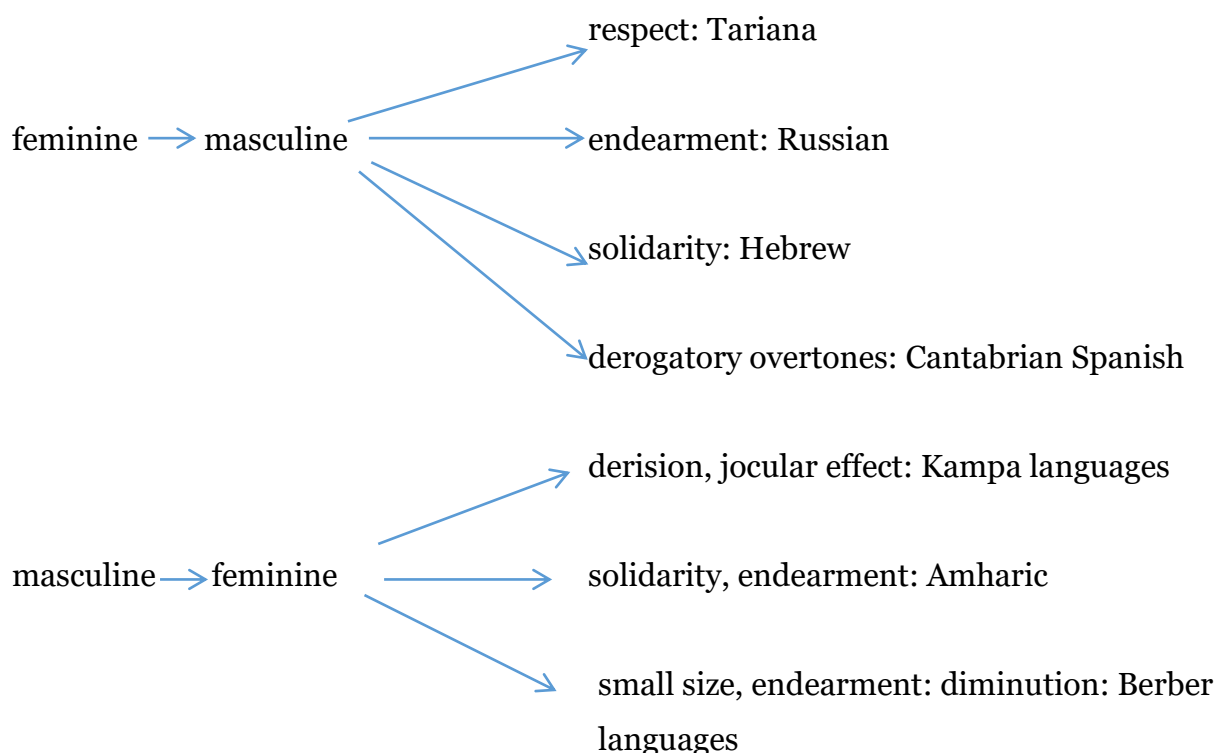 respect: Tariana
feminine masculine endearment: Russian
solidarity: Hebrew
derogatory overtones: Cantabrian Spanish
derision, jocular effect: Kampa languages
masculine feminine solidarity, endearment: Amharic
small size, endearment: diminution: Berber
languages